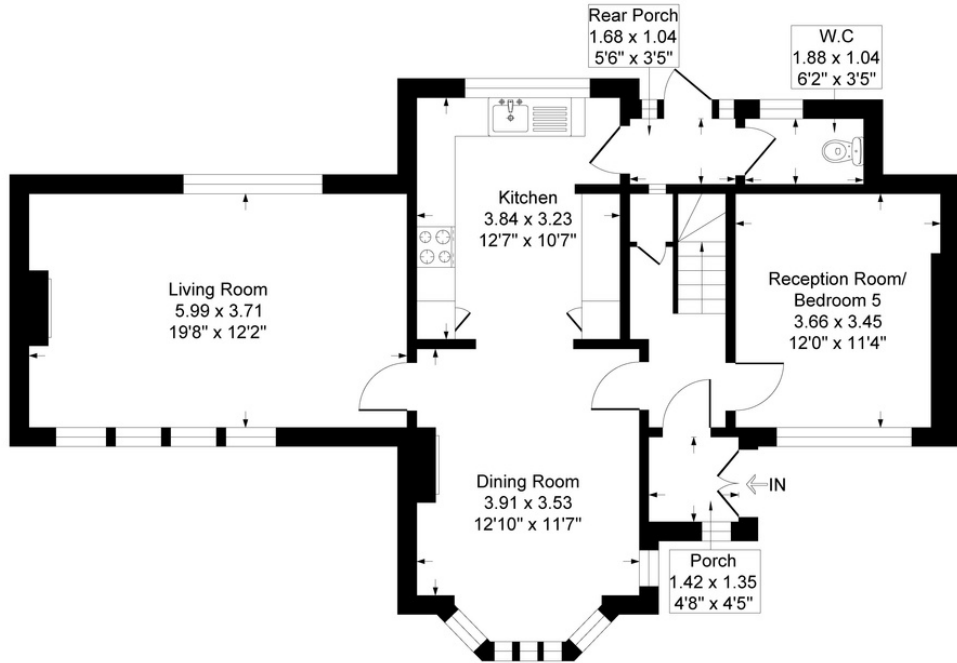 Rear Porch
1.68 x 1.04
5'6" x 3'5"
W.C
1.88 x 1.04
6'2" x 3'5"
Kitchen
3.84 x 3.23
12'7" x 10'7"
Living Room
5.99 x 3.71
19'8" x 12'2"
Reception Room/
Bedroom 5
3.66 x 3.45
12'0" x 11'4"
Dining Room
3.91 x 3.53
12'10" x 11'7"
IN
Porch
1.42 x 1.35
4'8" x 4'5"